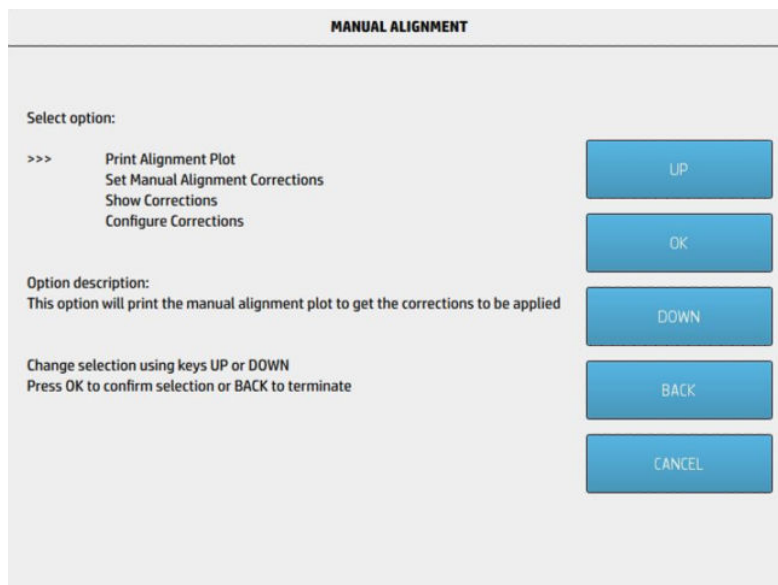 MANUAL ALIGNMENT
Select option:
>>> Print Alignment Plot
Set Manual Alignment Corrections
Show Corrections
Configure Corrections
Option description:
This option will print the manual alignment plot to get the corrections to be applied
Change selection using keys UP or DOWN
Press OK to confirm selection or BACK to terminate
UP
OK
DOWN
BACK
CANCEL